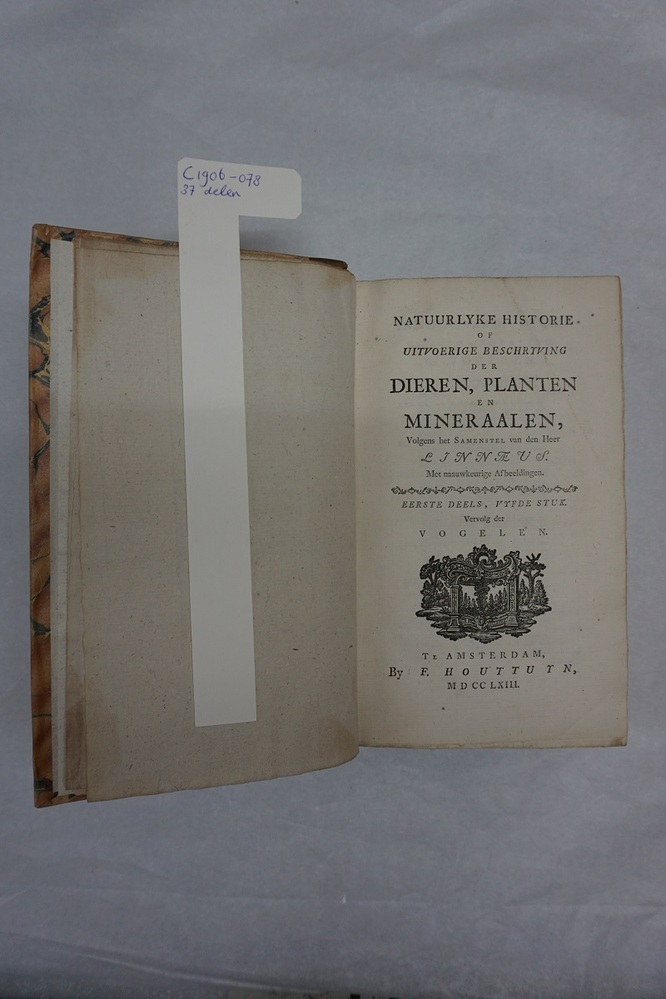 C1906-078
37 delen
NATUURLYKE HISTORIE
OF
UITVOERIGE BESCHRYVING
DER
DIEREN, PLANTEN
EN
MINERAALEN,
Volgens het SAMENSTEL van den Heer
LINNÆUS.
Met naauwkeurige Afbeeldingen.
EERSTE DEELS, VYFDE STUK.
Vervolg der
VOGELEN.
Te AMSTERDAM,
By F. HOUTTUYN,
MDCCLXIII.